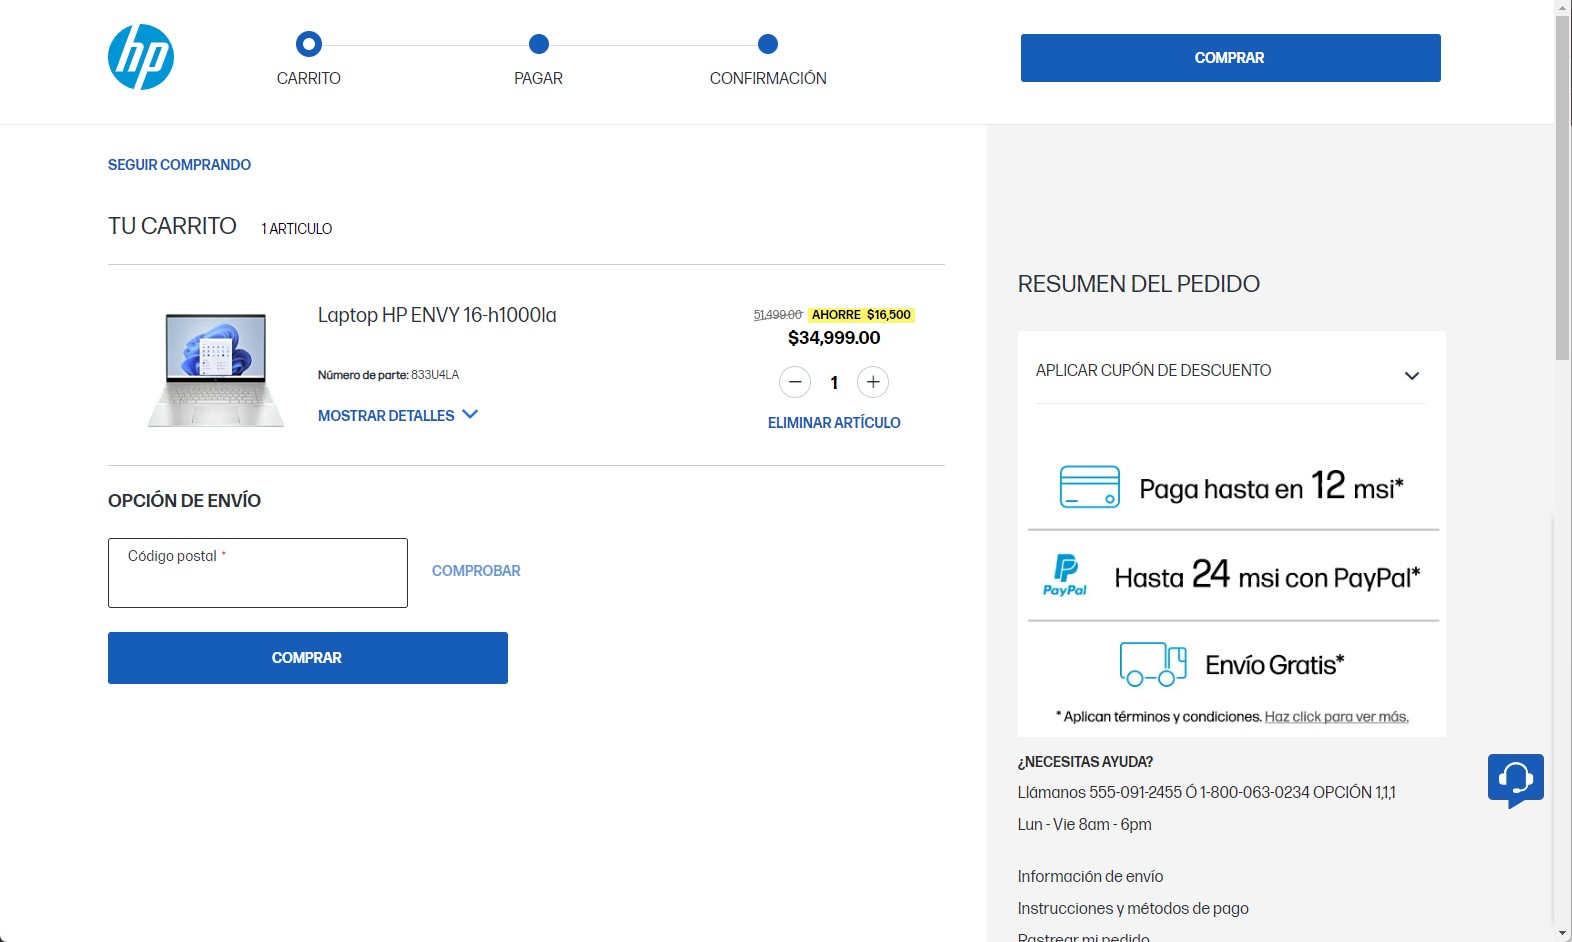 hp
CARRITO
PAGAR
CONFIRMACIÓN
COMPRAR
SEGUIR COMPRANDO
TU CARRITO 1 ARTICULO
Laptop HP ENVY 16-h1000la
Número de parte: 833U4LA
MOSTRAR DETALLES
51,499.00 AHORRE $16,500
$34,999.00
1
ELIMINAR ARTÍCULO
OPCIÓN DE ENVÍO
Código postal *
COMPROBAR
COMPRAR
RESUMEN DEL PEDIDO
APLICAR CUPÓN DE DESCUENTO
Paga hasta en 12 msi*
PayPal
Hasta 24 msi con PayPal*
Envío Gratis*
* Aplican términos y condiciones. Haz click para ver más.
¿NECESITAS AYUDA?
Llámanos 555-091-2455 Ó 1-800-063-0234 OPCIÓN 1,1,1
Lun - Vie 8am - 6pm
Información de envío
Instrucciones y métodos de pago
Rastrear mi pedido